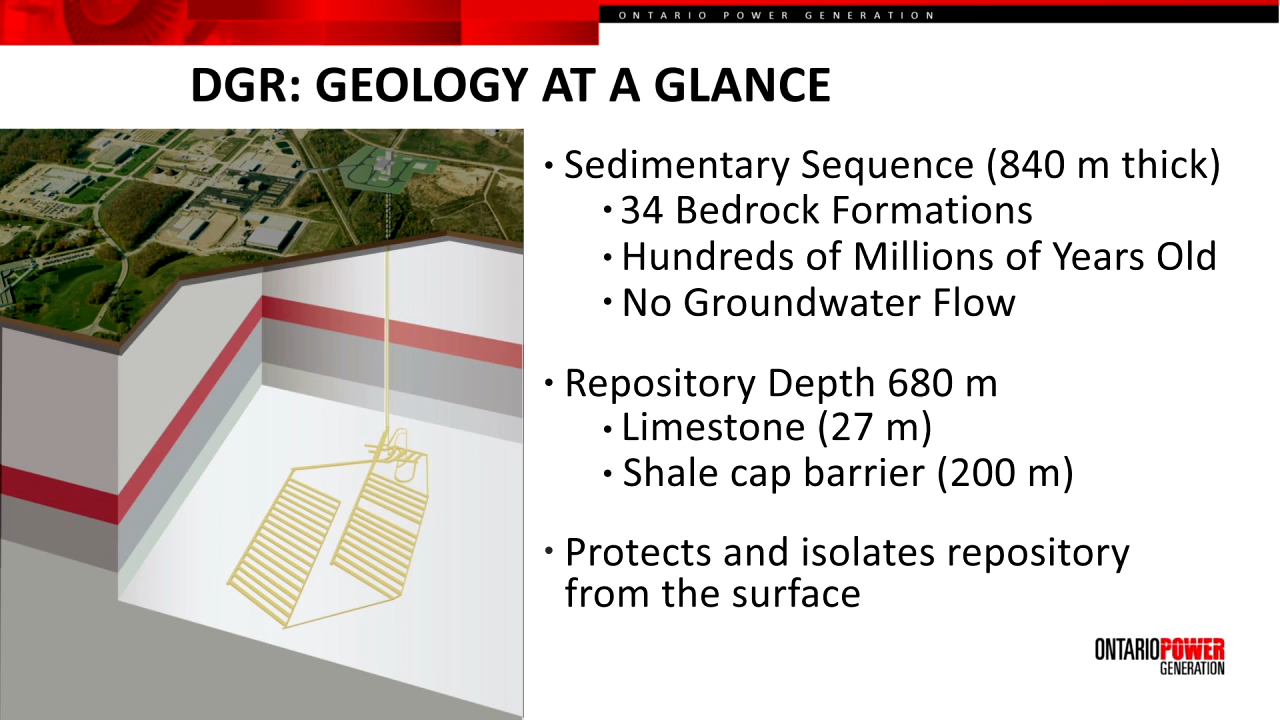 ONTARIO POWER GENERATION
DGR: GEOLOGY AT A GLANCE
• Sedimentary Sequence (840 m thick)
• 34 Bedrock Formations
• Hundreds of Millions of Years Old
• No Groundwater Flow
• Repository Depth 680 m
• Limestone (27 m)
• Shale cap barrier (200 m)
• Protects and isolates repository
from the surface
ONTARIOPOWER
GENERATION